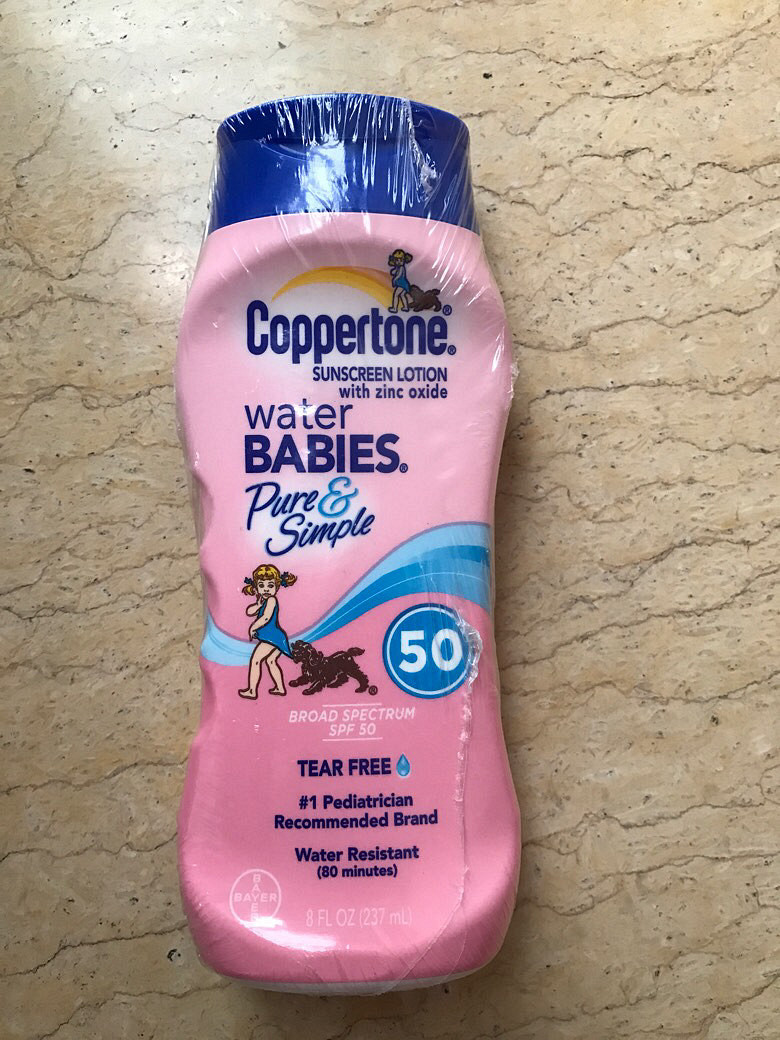 Coppertone®
SUNSCREEN LOTION
with zinc oxide
water
BABIES®
Pure &
Simple
50
BROAD SPECTRUM
SPF 50
TEAR FREE
#1 Pediatrician
Recommended Brand
Water Resistant
(80 minutes)
BAYER
8 FL OZ (237 mL)